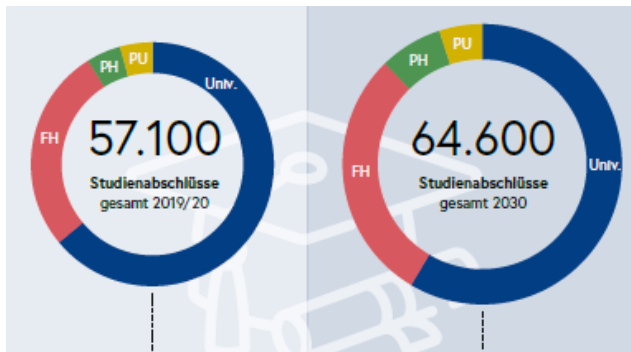 PH
PU
Univ.
FH
57.100
Studienabschlüsse
gesamt 2019/20
PU
PH
64.600
Univ.
FH
Studienabschlüsse
gesamt 2030